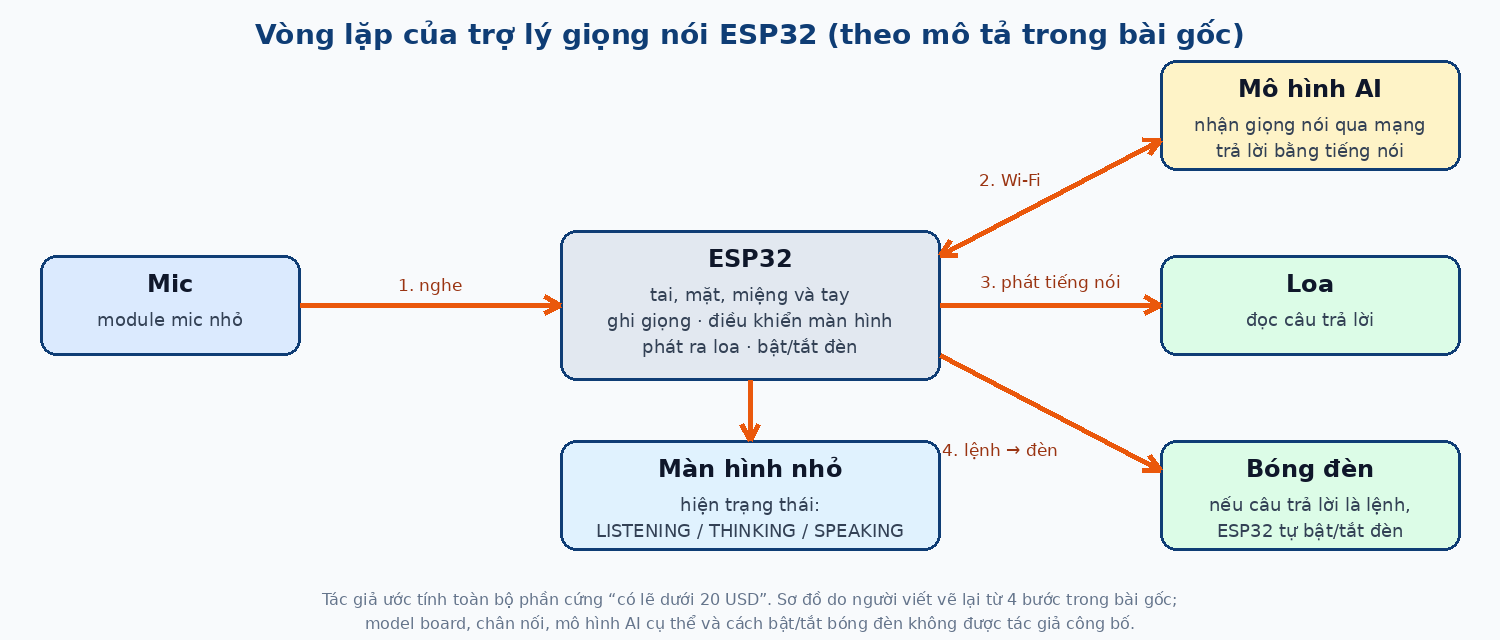 Vòng lặp của trợ lý giọng nói ESP32 (theo mô tả trong bài gốc)
Mô hình AI
nhận giọng nói qua mạng
trả lời bằng tiếng nói
2. Wi-Fi
Mic
module mic nhỏ
1. nghe
ESP32
tai, mặt, miệng và tay
ghi giọng · điều khiển màn hình
phát ra loa · bật/tắt đèn
3. phát tiếng nói
Loa
đọc câu trả lời
Màn hình nhỏ
hiện trạng thái:
LISTENING / THINKING / SPEAKING
4. lệnh → đèn
Bóng đèn
nếu câu trả lời là lệnh,
ESP32 tự bật/tắt đèn
Tác giả ước tính toàn bộ phần cứng “có lẽ dưới 20 USD”. Sơ đồ do người viết vẽ lại từ 4 bước trong bài gốc;
model board, chân nối, mô hình AI cụ thể và cách bật/tắt bóng đèn không được tác giả công bố.